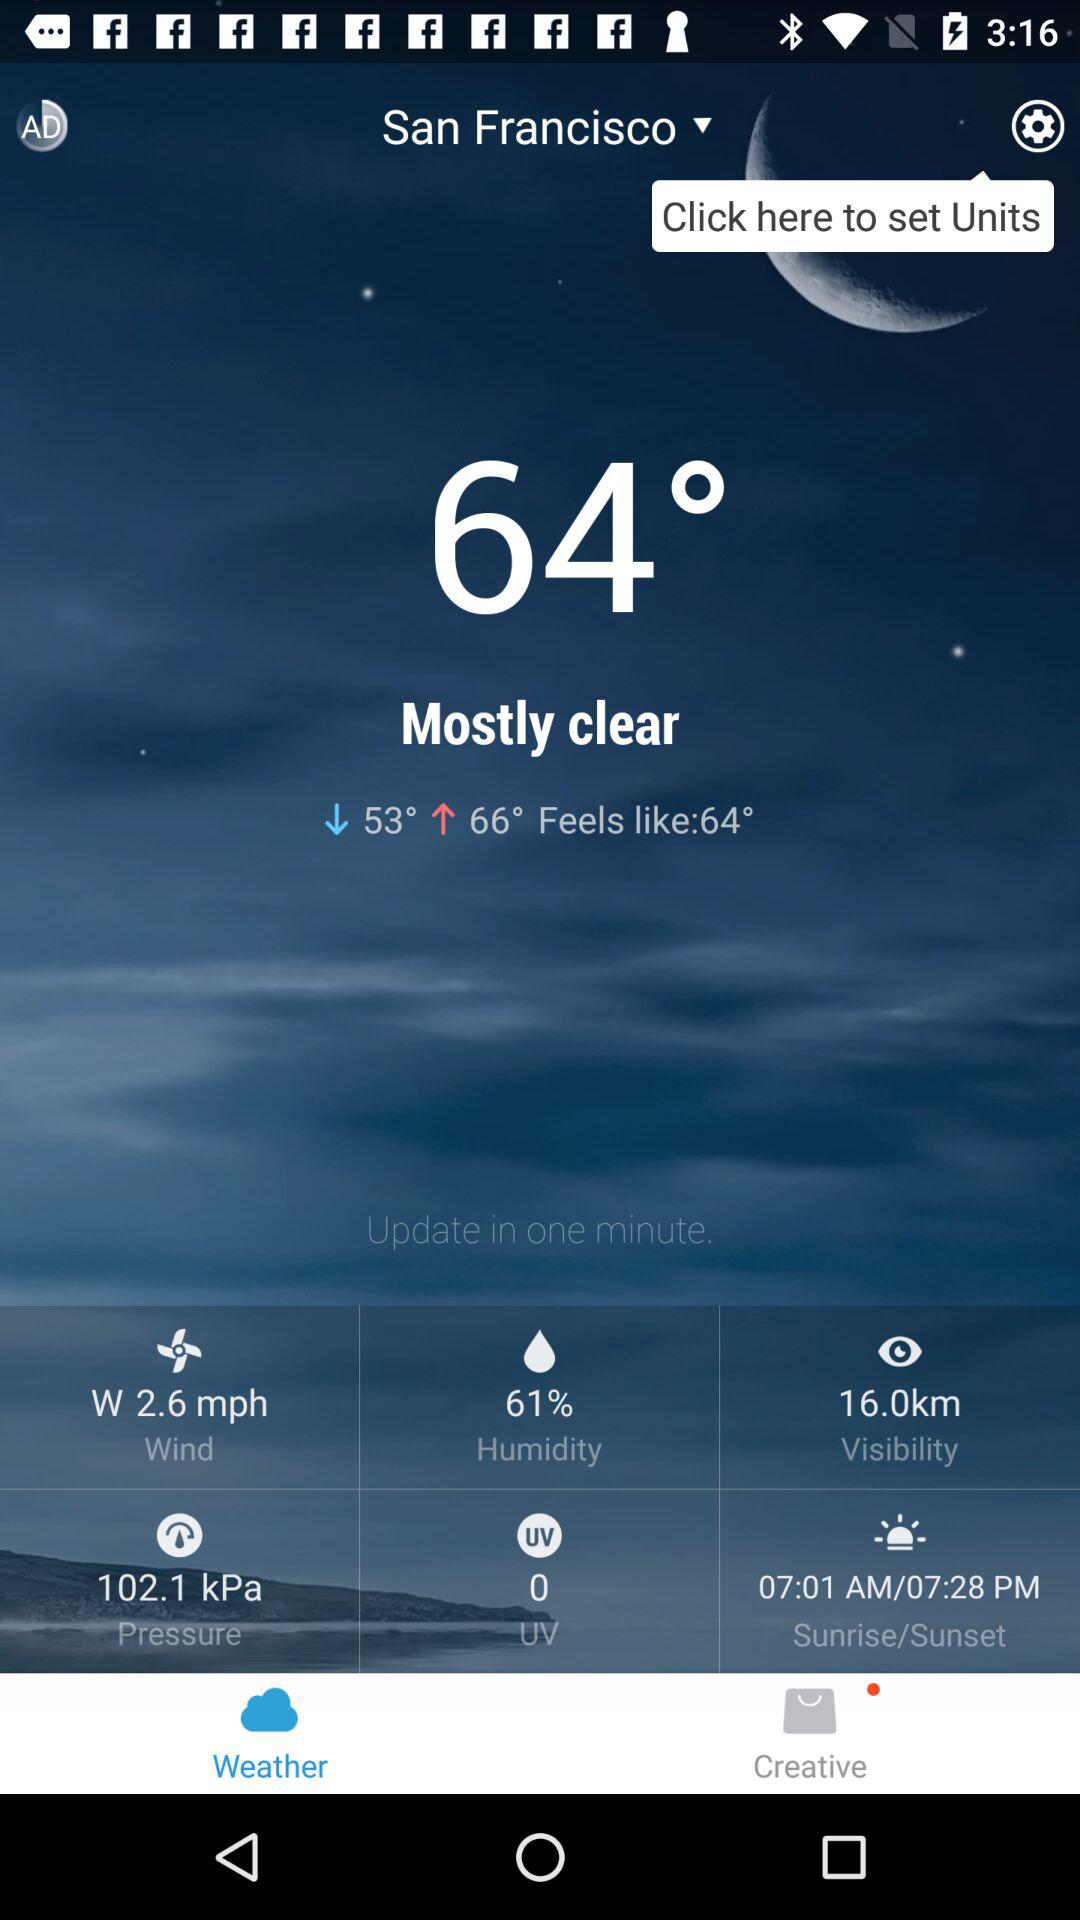 3:16
AD
San Francisco
Click here to set Units
64°
Mostly clear
53° 66° Feels like:64°
Update in one minute.
W 2.6 mph
Wind
61%
Humidity
16.0km
Visibility
102.1 kPa
Pressure
UV
0
UV
07:01 AM/07:28 PM
Sunrise/Sunset
Weather
Creative